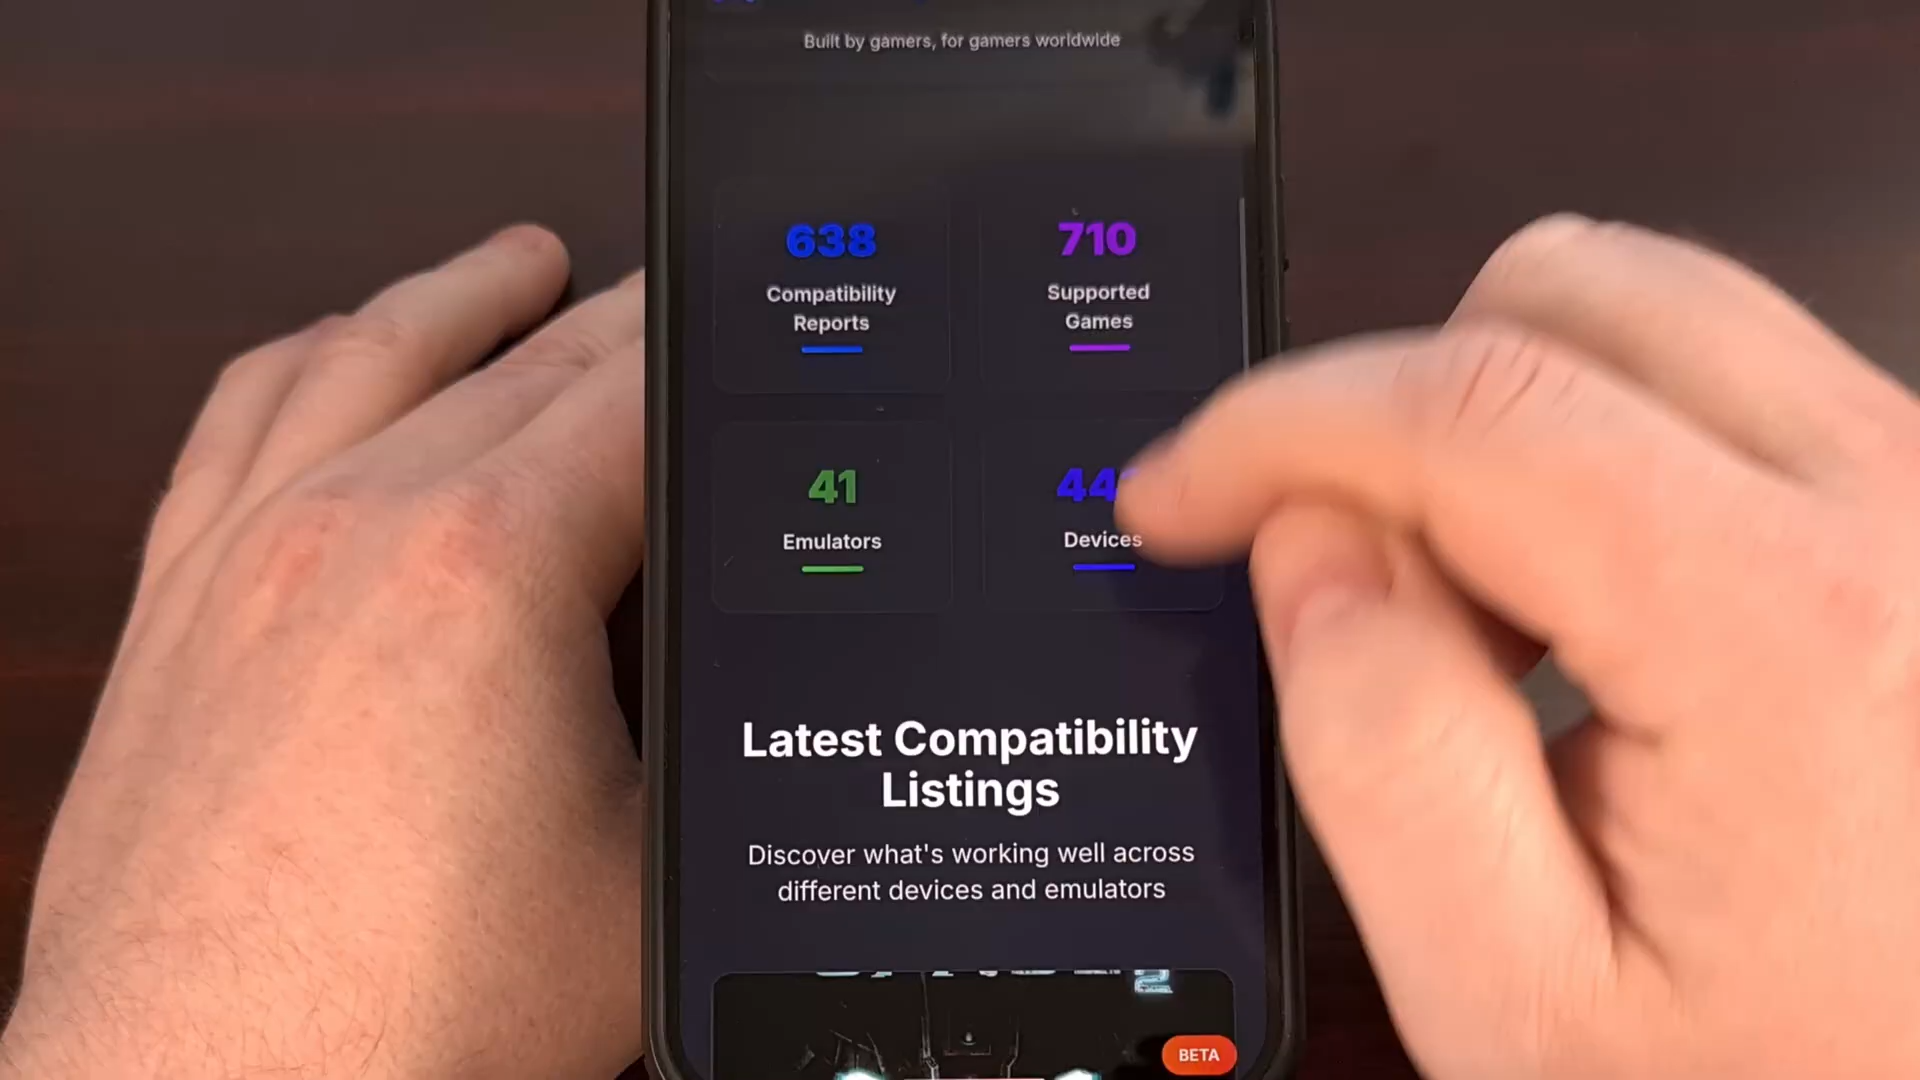 Built by gamers, for gamers worldwide
638
710
Compatibility
Reports
Supported
Games
41
Emulators
Devices
Latest Compatibility
Listings
Discover what's working well across
different devices and emulators
BETA